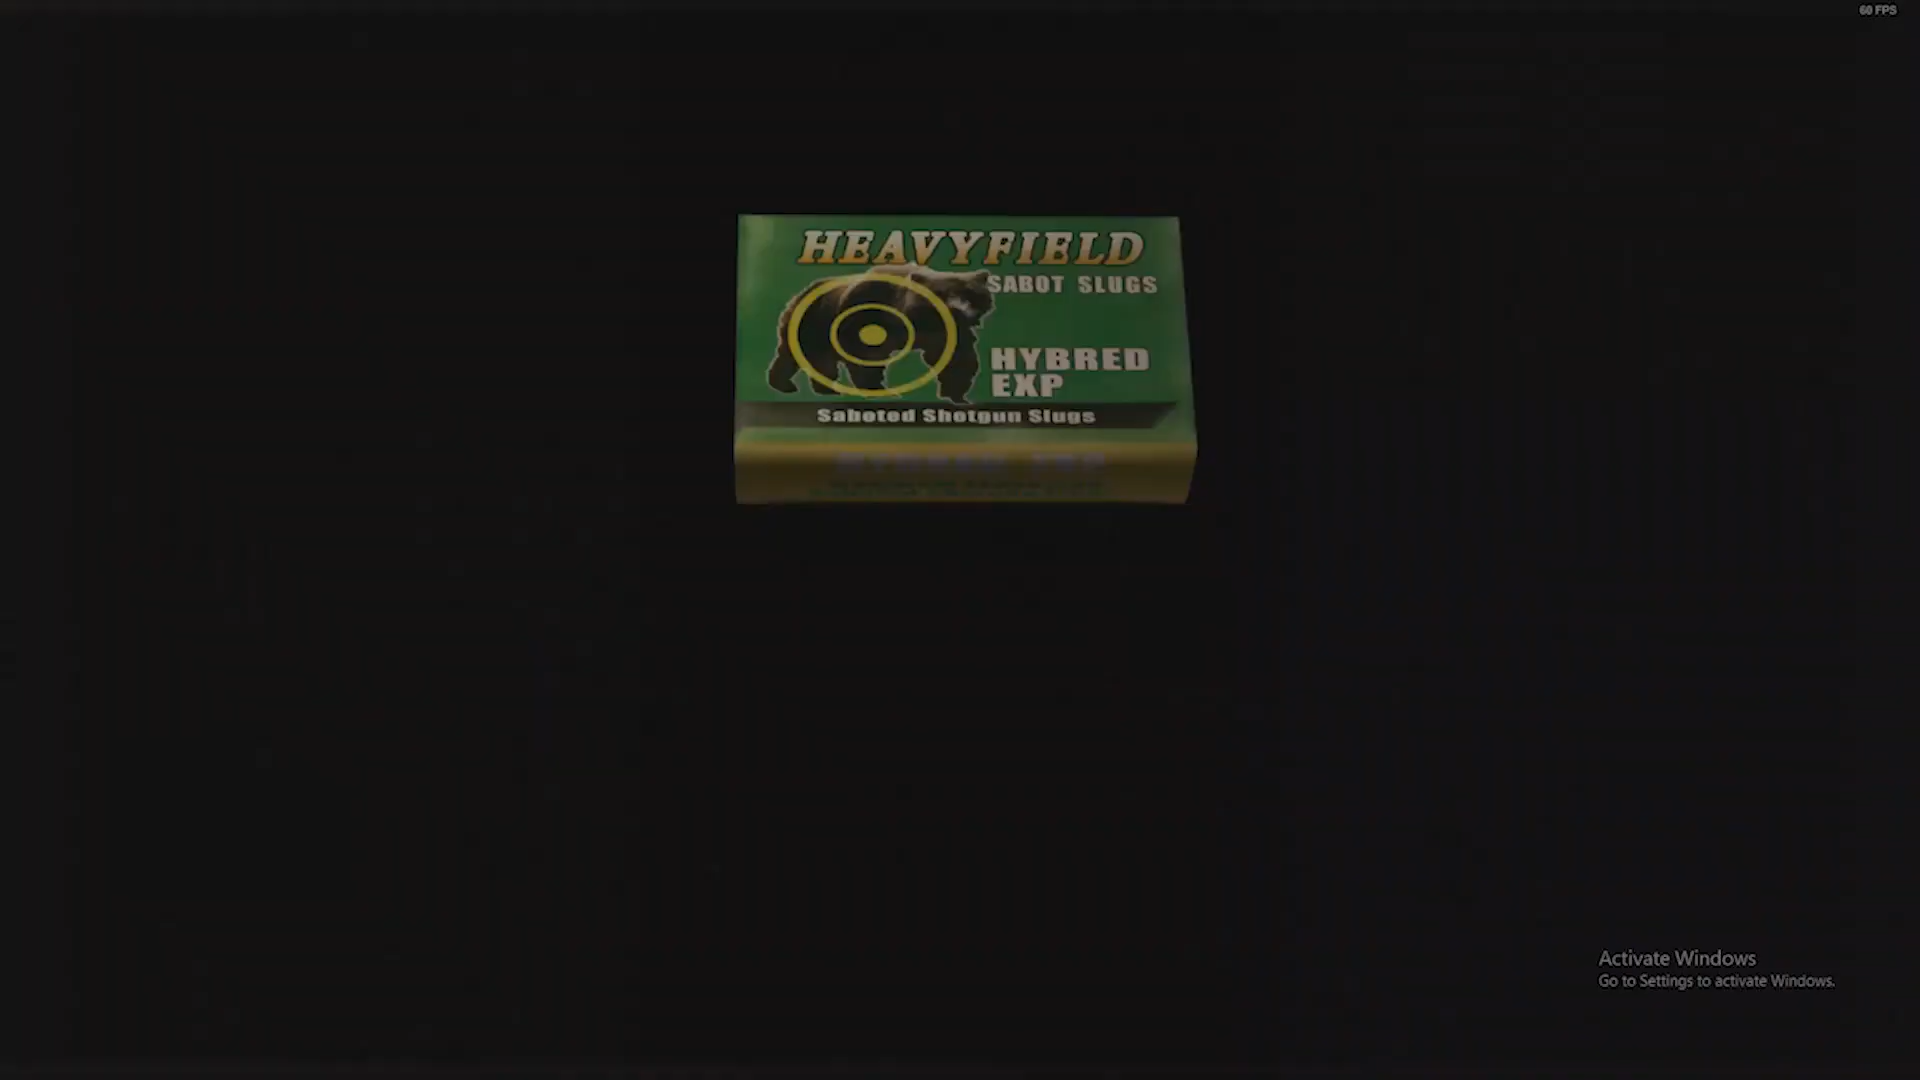 60 FPS
HEAVYFIELD
SABOT SLUGS
HYBRED
EXP
Saboted Shotgun Slugs
Activate Windows
Go to Settings to activate Windows.